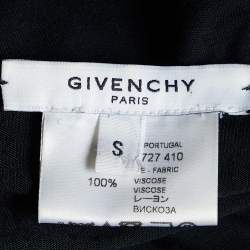 GIVENCHY
PARIS
S
PORTUGAL
727 410
E - FABRIC
100%
VISCOSE
VISCOSE
レーヨン
ВИСКОЗА